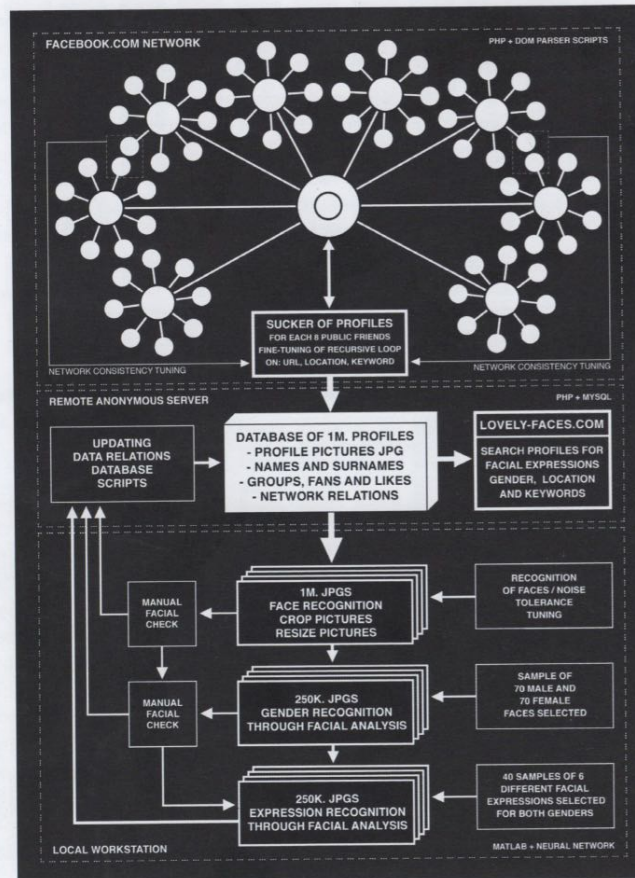 FACEBOOK.COM NETWORK
PHP + DOM PARSER SCRIPTS
SUCKER OF PROFILES
FOR EACH 8 PUBLIC FRIENDS
FINE-TUNING OF RECURSIVE LOOP
ON: URL, LOCATION, KEYWORD
NETWORK CONSISTENCY TUNING
NETWORK CONSISTENCY TUNING
REMOTE ANONYMOUS SERVER
PHP + MYSQL
UPDATING
DATA RELATIONS
DATABASE
SCRIPTS
DATABASE OF 1M. PROFILES
- PROFILE PICTURES JPG
- NAMES AND SURNAMES
- GROUPS, FANS AND LIKES
- NETWORK RELATIONS
LOVELY-FACES.COM
SEARCH PROFILES FOR
FACIAL EXPRESSIONS
GENDER, LOCATION
AND KEYWORDS
MANUAL
FACIAL
CHECK
1M. JPGS
FACE RECOGNITION
CROP PICTURES
RESIZE PICTURES
RECOGNITION
OF FACES / NOISE
TOLERANCE
TUNING
MANUAL
FACIAL
CHECK
250K. JPGS
GENDER RECOGNITION
THROUGH FACIAL ANALYSIS
SAMPLE OF
70 MALE AND
70 FEMALE
FACES SELECTED
250K. JPGS
EXPRESSION RECOGNITION
THROUGH FACIAL ANALYSIS
40 SAMPLES OF 6
DIFFERENT FACIAL
EXPRESSIONS SELECTED
FOR BOTH GENDERS
LOCAL WORKSTATION
MATLAB + NEURAL NETWORK